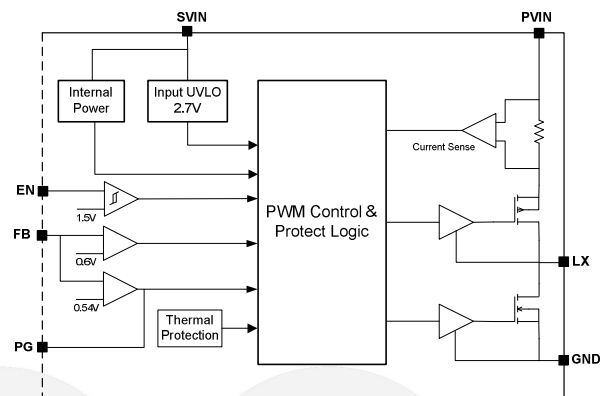 SVIN
PVIN
Internal
Power
Input UVLO
2.7V
Current Sense
EN
1.5V
PWM Control &
Protect Logic
FB
0.6V
LX
0.54V
Thermal
Protection
PG
GND